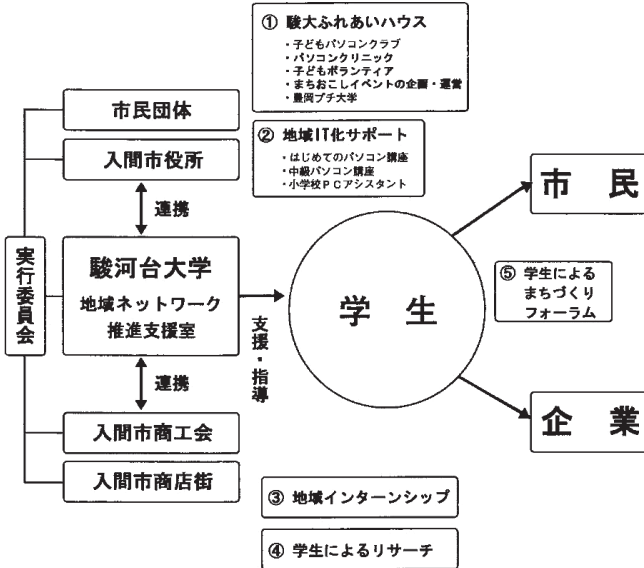 ① 駿大ふれあいハウス
・子どもパソコンクラブ
・パソコンクリニック
・子どもボランティア
・まちおこしイベントの企画・運営
・豊岡プチ大学
市民団体
入間市役所
② 地域IT化サポート
・はじめてのパソコン講座
・中級パソコン講座
・小学校PCアシスタント
連携
実行委員会
駿河台大学
地域ネットワーク
推進支援室
支援・指導
学 生
市 民
⑤ 学生による
まちづくり
フォーラム
企 業
連携
入間市商工会
入間市商店街
③ 地域インターンシップ
④ 学生によるリサーチ